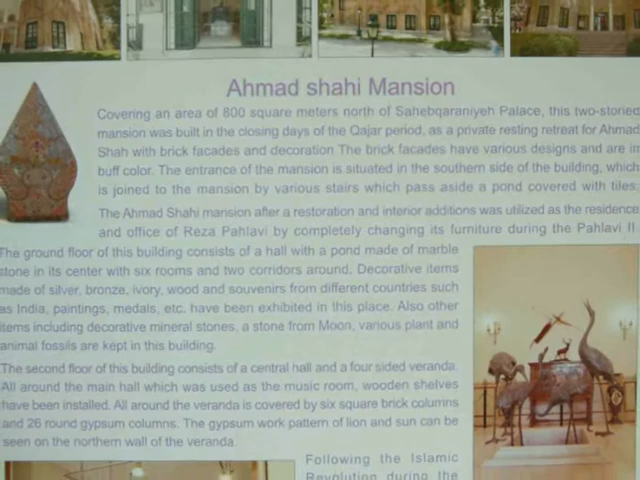 Ahmad shahi Mansion
Covering an area of 800 square meters north of Sahebqaraniyeh Palace, this two-storied
mansion was built in the closing days of the Qajar period, as a private resting retreat for Ahmad
Shah with brick facades and decoration The brick facades have various designs and are in
buff color. The entrance of the mansion is situated in the southern side of the building, which
is joined to the mansion by various stairs which pass aside a pond covered with tiles.
The Ahmad Shahi mansion after a restoration and interior additions was utilized as the residence
and office of Reza Pahlavi by completely changing its furniture during the Pahlavi II
The ground floor of this building consists of a hall with a pond made of marble
stone in its center with six rooms and two corridors around. Decorative items
made of silver, bronze, ivory, wood and souvenirs from different countries such
as India, paintings, medals, etc. have been exhibited in this place. Also other
items including decorative mineral stones, a stone from Moon, various plant and
animal fossils are kept in this building.
The second floor of this building consists of a central hall and a four sided veranda.
All around the main hall which was used as the music room, wooden shelves
have been installed. All around the veranda is covered by six square brick columns
and 26 round gypsum columns. The gypsum work pattern of lion and sun can be
seen on the northern wall of the veranda.
Following the Islamic
Revolution during the